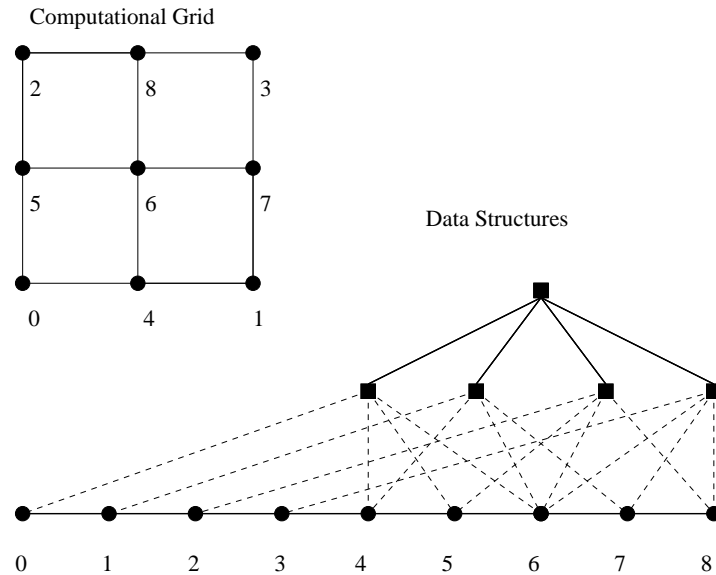 Computational Grid
2 8 3
5 6 7
Data Structures
0 4 1
0 1 2 3 4 5 6 7 8